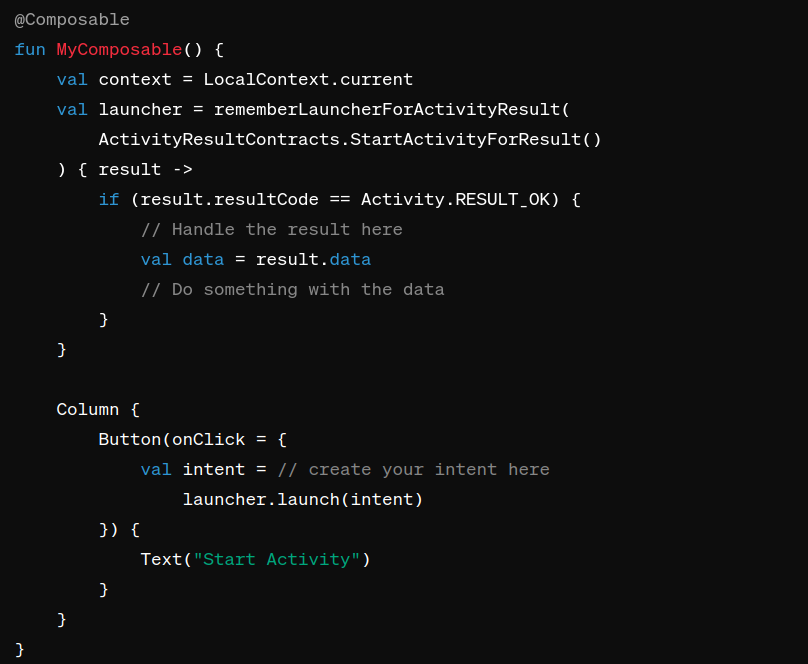 @Composable
fun MyComposable() {
    val context = LocalContext.current
    val launcher = rememberLauncherForActivityResult(
        ActivityResultContracts.StartActivityForResult()
    ) { result ->
        if (result.resultCode == Activity.RESULT_OK) {
            // Handle the result here
            val data = result.data
            // Do something with the data
        }
    }

    Column {
        Button(onClick = {
            val intent = // create your intent here
                launcher.launch(intent)
        }) {
            Text("Start Activity")
        }
    }
}